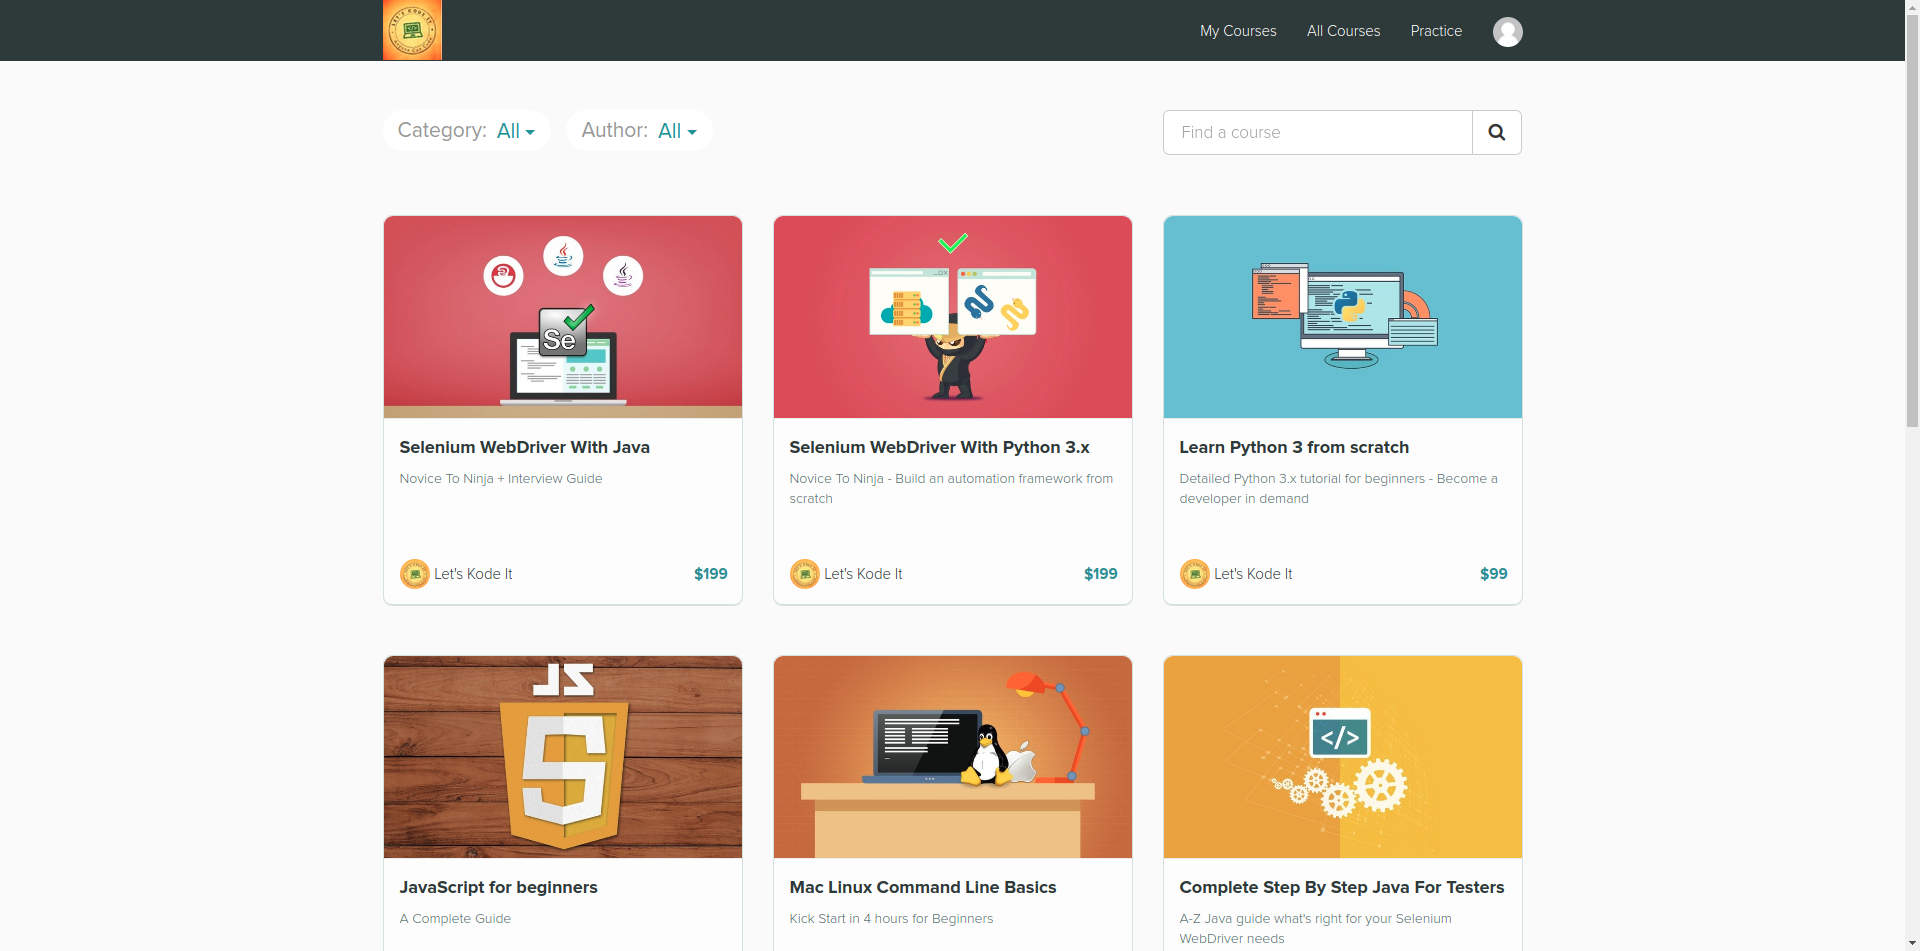 LET'S KODE IT
My Courses
All Courses
Practice
Category: All
Author: All
Find a course
Se
Selenium WebDriver With Java
Novice To Ninja + Interview Guide
Let's Kode It
$199
Selenium WebDriver With Python 3.x
Novice To Ninja - Build an automation framework from
scratch
Let's Kode It
$199
Learn Python 3 from scratch
Detailed Python 3.x tutorial for beginners - Become a
developer in demand
Let's Kode It
$99
JavaScript for beginners
A Complete Guide
Mac Linux Command Line Basics
Kick Start in 4 hours for Beginners
</>
Complete Step By Step Java For Testers
A-Z Java guide what's right for your Selenium
WebDriver needs